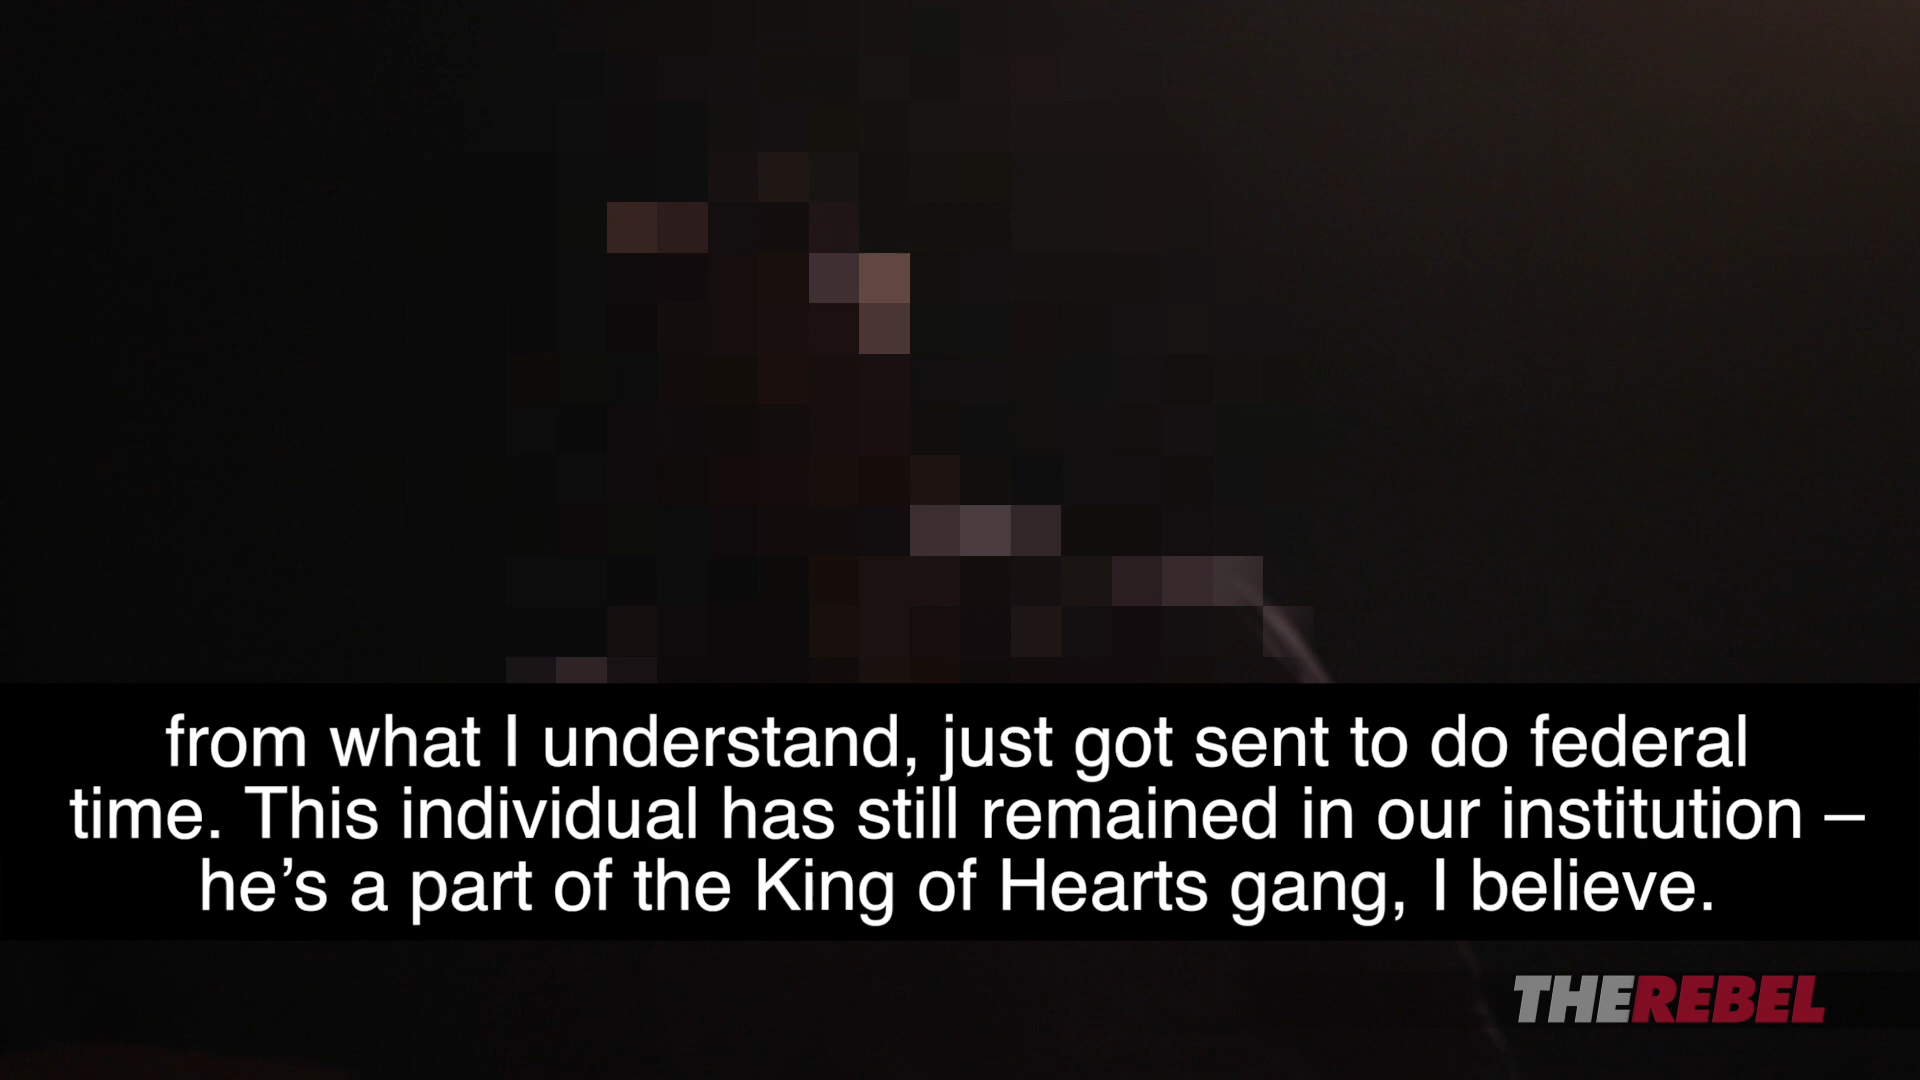 from what I understand, just got sent to do federal
time. This individual has still remained in our institution –
he’s a part of the King of Hearts gang, I believe.
THEREBEL